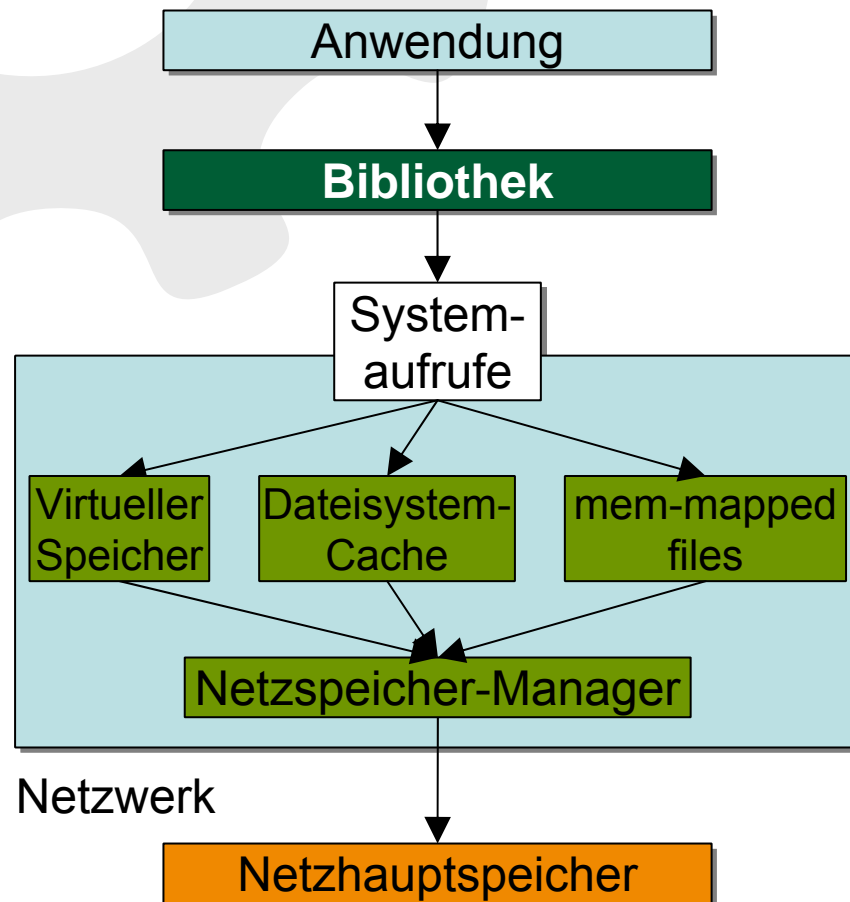 Anwendung
Bibliothek
System-
aufrufe
Virtueller
Speicher
Dateisystem-
Cache
mem-mapped
files
Netzspeicher-Manager
Netzwerk
Netzhauptspeicher